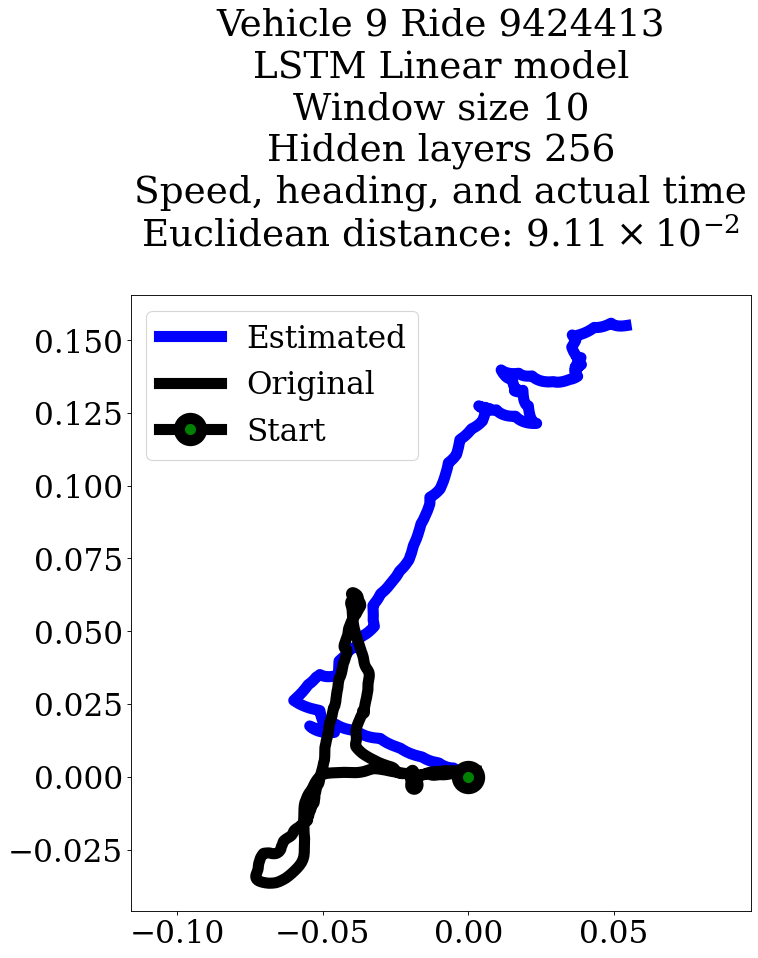 Vehicle 9 Ride 9424413
LSTM Linear model
Window size 10
Hidden layers 256
Speed, heading, and actual time
Euclidean distance: 9.11 × 10⁻²
Estimated
Original
Start
0.150
0.125
0.100
0.075
0.050
0.025
0.000
−0.025
−0.10 −0.05 0.00 0.05